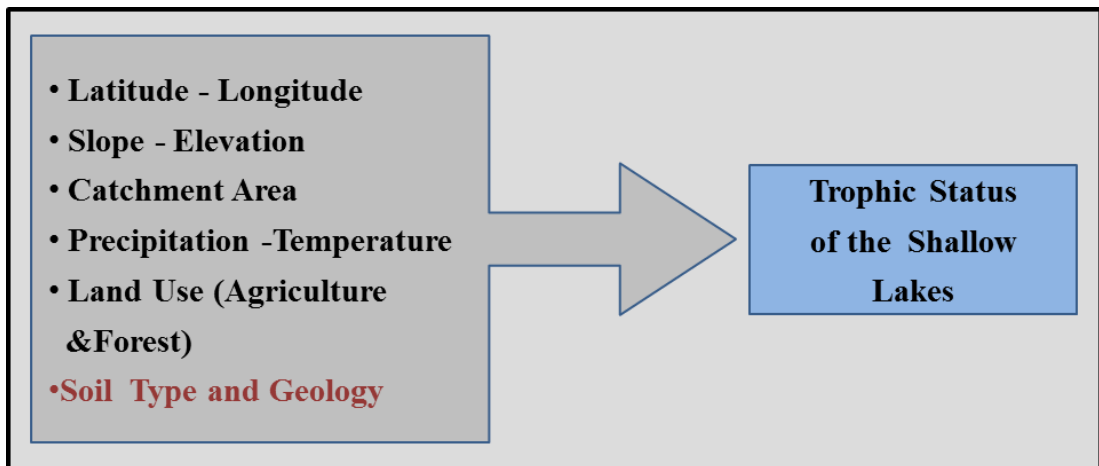 • Latitude - Longitude
• Slope - Elevation
• Catchment Area
• Precipitation -Temperature
• Land Use (Agriculture
&Forest)
•Soil Type and Geology
Trophic Status
of the Shallow
Lakes